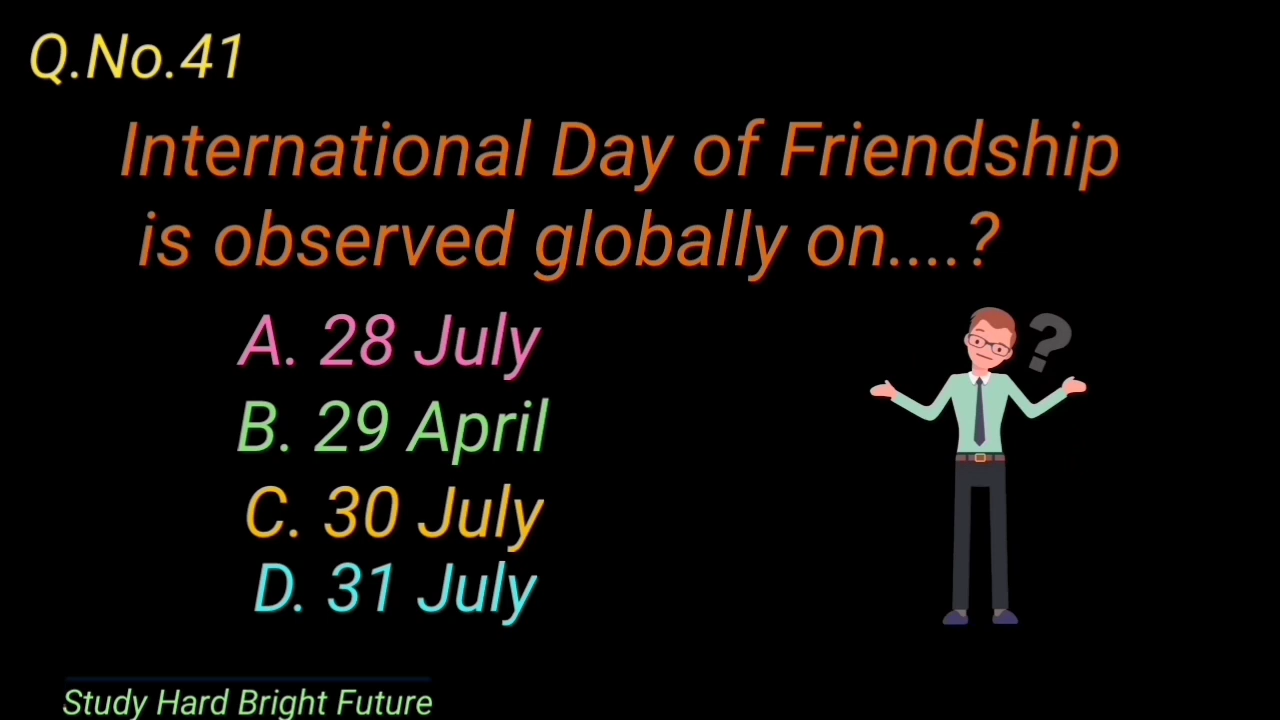 Q.No.41
International Day of Friendship
is observed globally on....?
A. 28 July
B. 29 April
C. 30 July
D. 31 July
?
Study Hard Bright Future